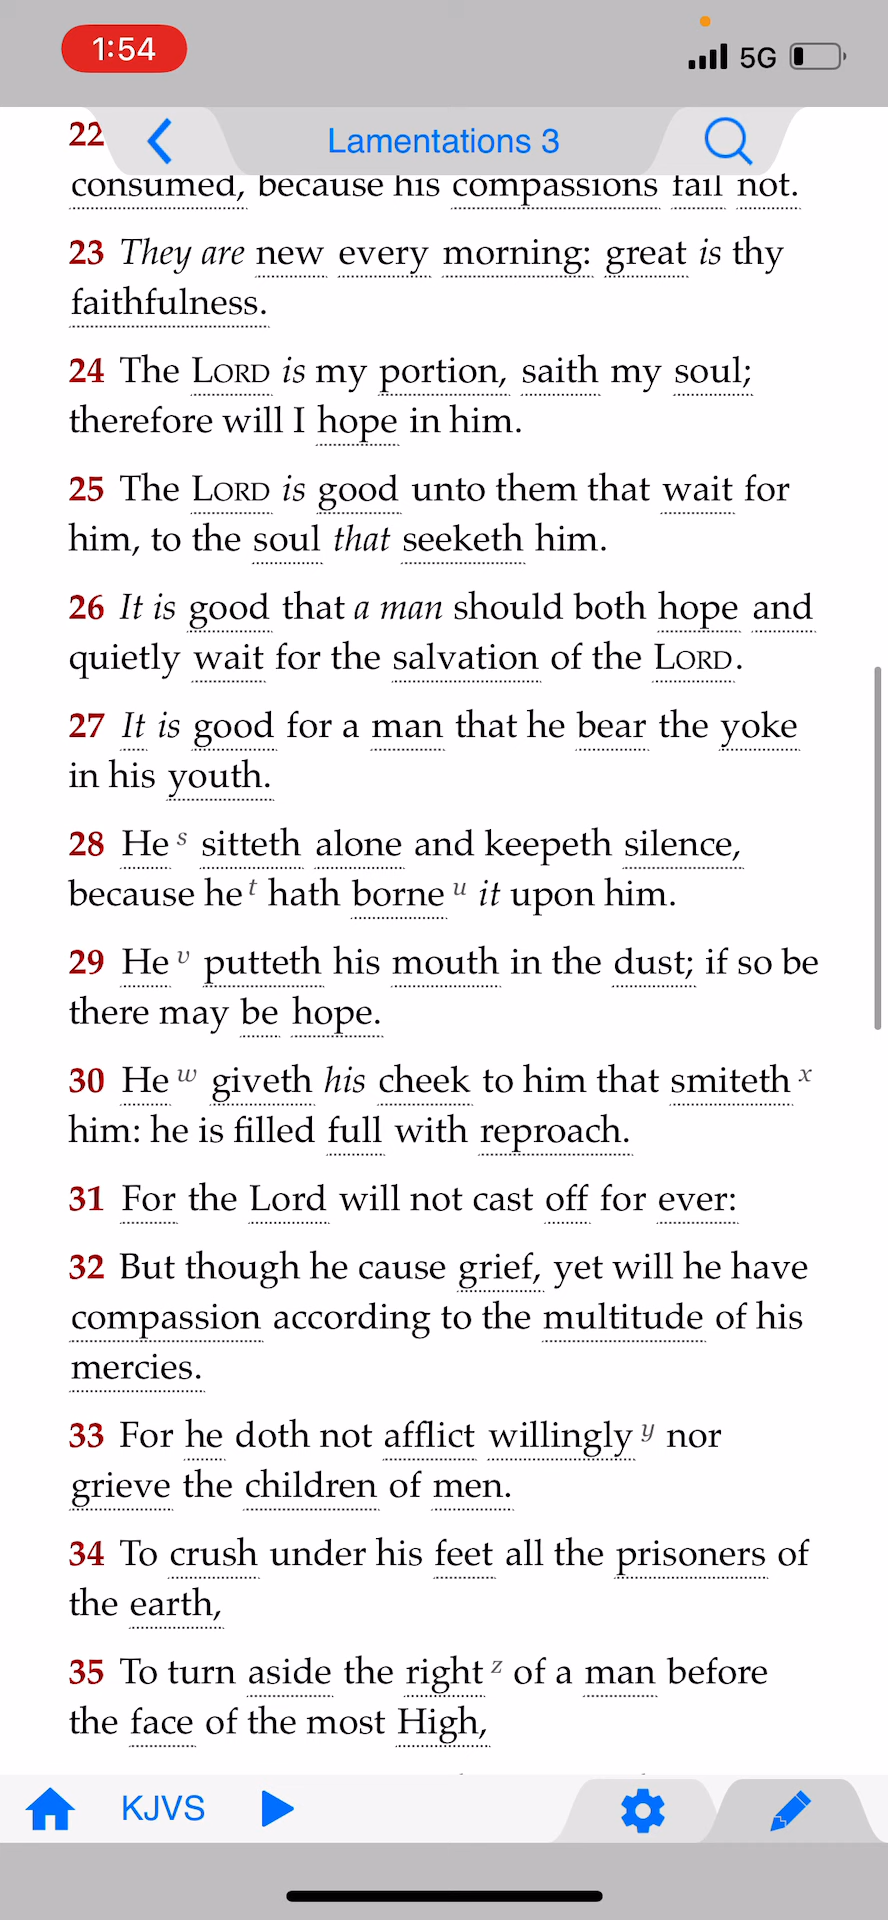 1:54
5G
Lamentations 3
22
consumed, because his compassions fail not.
23 They are new every morning: great is thy
faithfulness.
24 The LORD is my portion, saith my soul;
therefore will I hope in him.
25 The LORD is good unto them that wait for
him, to the soul that seeketh him.
26 It is good that a man should both hope and
quietly wait for the salvation of the LORD.
27 It is good for a man that he bear the yoke
in his youth.
28 He s sitteth alone and keepeth silence,
because he t hath borne u it upon him.
29 He v putteth his mouth in the dust; if so be
there may be hope.
30 He w giveth his cheek to him that smiteth x
him: he is filled full with reproach.
31 For the Lord will not cast off for ever:
32 But though he cause grief, yet will he have
compassion according to the multitude of his
mercies.
33 For he doth not afflict willingly y nor
grieve the children of men.
34 To crush under his feet all the prisoners of
the earth,
35 To turn aside the right z of a man before
the face of the most High,
KJVS